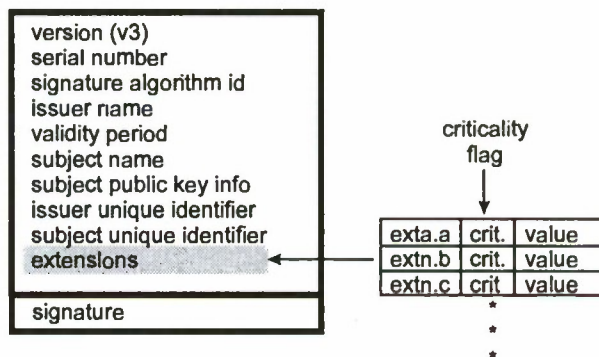 version (v3)
serial number
signature algorithm id
issuer name
validity period
subject name
subject public key info
issuer unique identifier
subject unique identifier
extensions
signature
criticality
flag
exta.a crit. value
extn.b crit. value
extn.c crit value